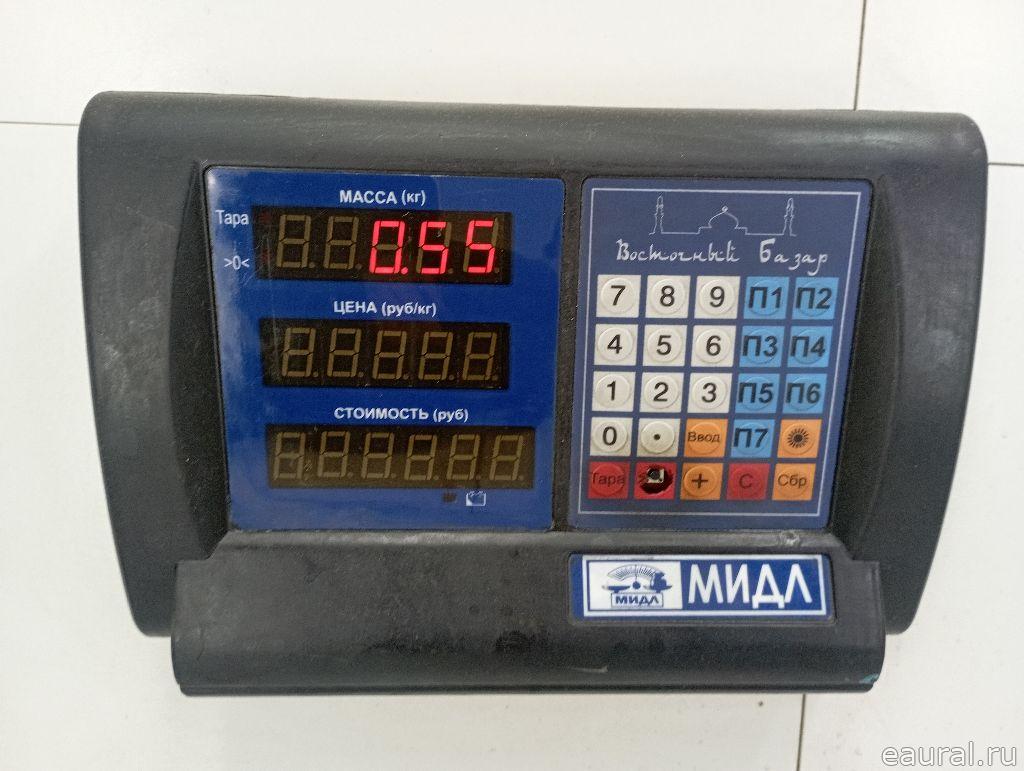 МАССА (кг)
Тара
0.55
>0<
ЦЕНА (руб/кг)
СТОИМОСТЬ (руб)
Восточный Базар
7 8 9 П1 П2
4 5 6 П3 П4
1 2 3 П5 П6
0 . Ввод П7
Тара + С Сбр
МИДЛ
МИДЛ
eaural.ru